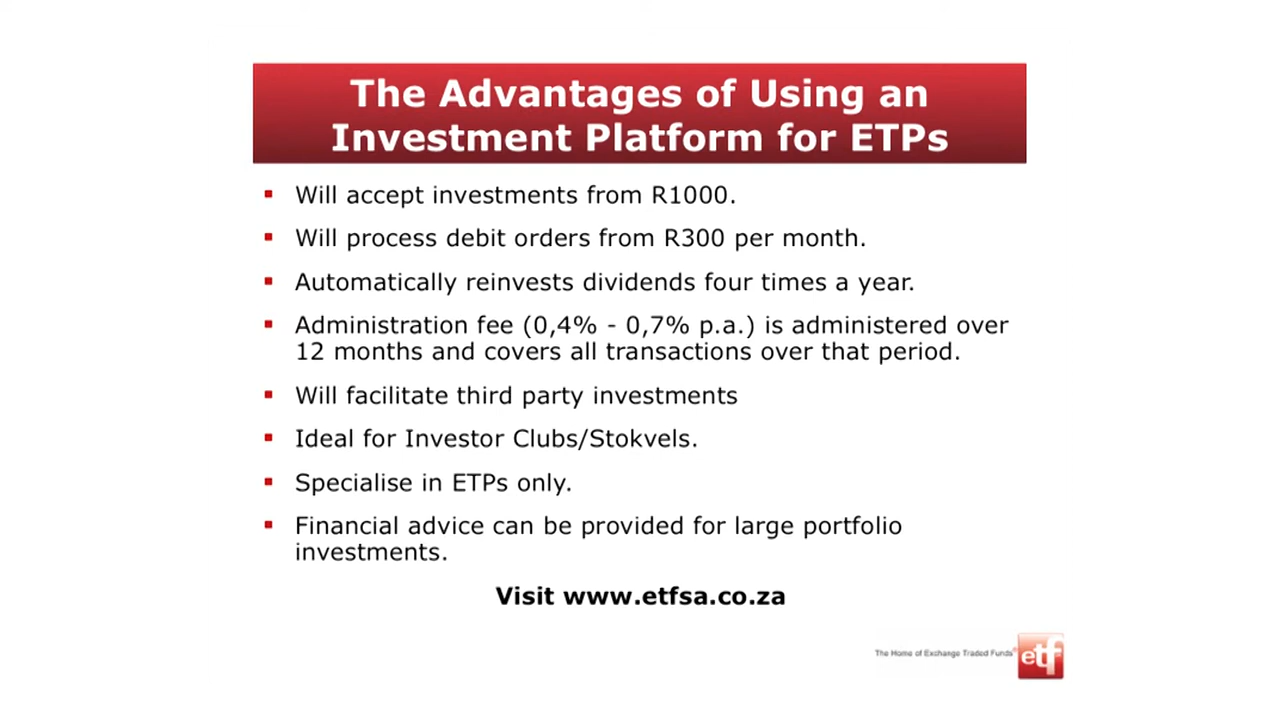 The Advantages of Using an
Investment Platform for ETPs
Will accept investments from R1000.
Will process debit orders from R300 per month.
Automatically reinvests dividends four times a year.
Administration fee (0,4% - 0,7% p.a.) is administered over
12 months and covers all transactions over that period.
Will facilitate third party investments
Ideal for Investor Clubs/Stokvels.
Specialise in ETPs only.
Financial advice can be provided for large portfolio
investments.
Visit www.etfsa.co.za
The Home of Exchange Traded Funds®
etf